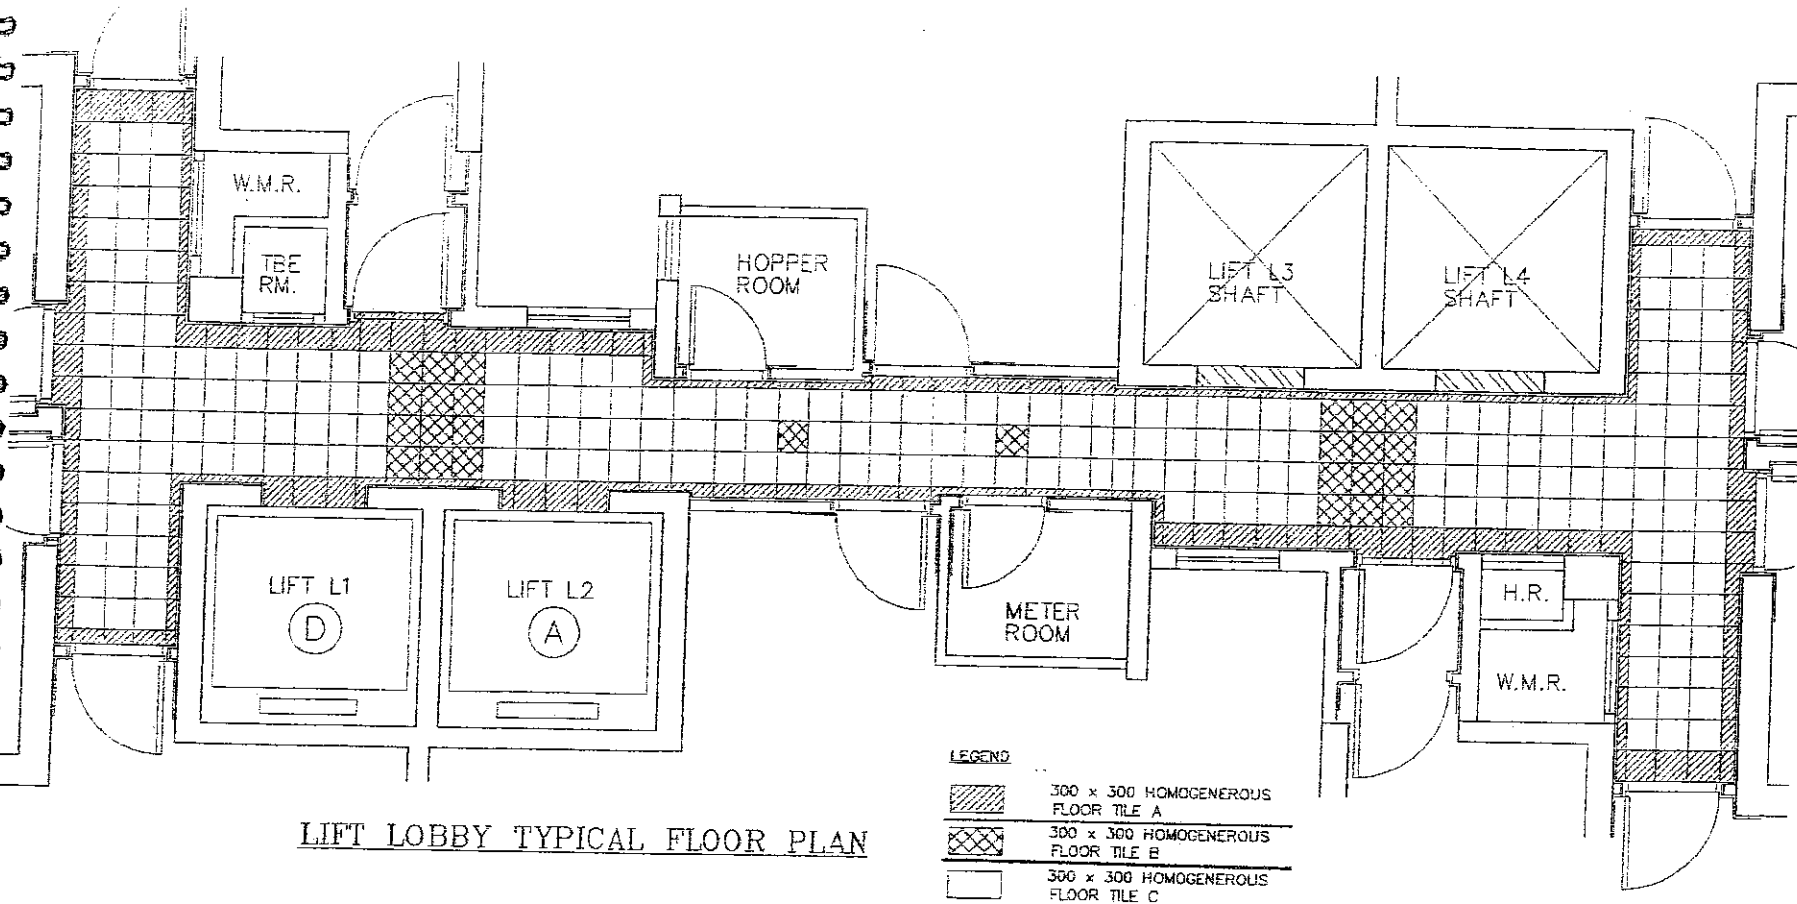 W.M.R.
TBE
RM.
HOPPER
ROOM
LIFT L3
SHAFT
LIFT L4
SHAFT
LIFT L1
D
LIFT L2
A
METER
ROOM
H.R.
W.M.R.
LEGEND
300 x 300 HOMOGENEROUS
FLOOR TILE A
300 x 300 HOMOGENEROUS
FLOOR TILE B
300 x 300 HOMOGENEROUS
FLOOR TILE C
LIFT LOBBY TYPICAL FLOOR PLAN